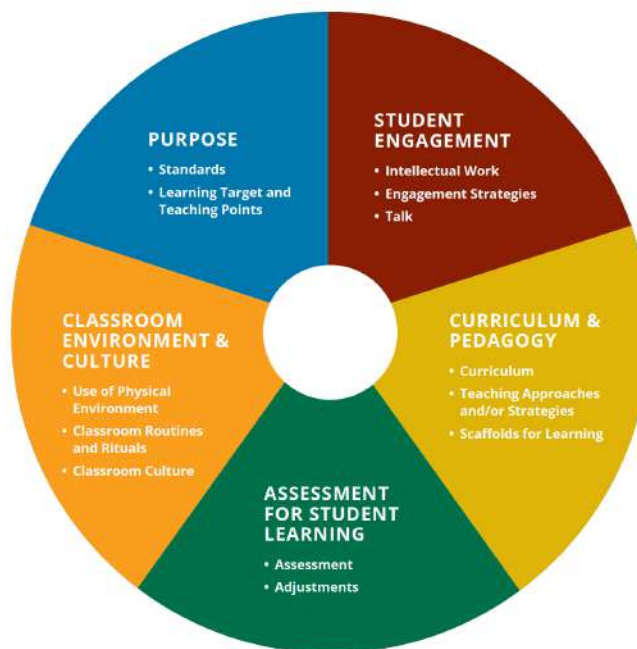 PURPOSE
• Standards
• Learning Target and
Teaching Points
STUDENT
ENGAGEMENT
• Intellectual Work
• Engagement Strategies
• Talk
CLASSROOM
ENVIRONMENT &
CULTURE
• Use of Physical
Environment
• Classroom Routines
and Rituals
• Classroom Culture
CURRICULUM &
PEDAGOGY
• Curriculum
• Teaching Approaches
and/or Strategies
• Scaffolds for Learning
ASSESSMENT
FOR STUDENT
LEARNING
• Assessment
• Adjustments